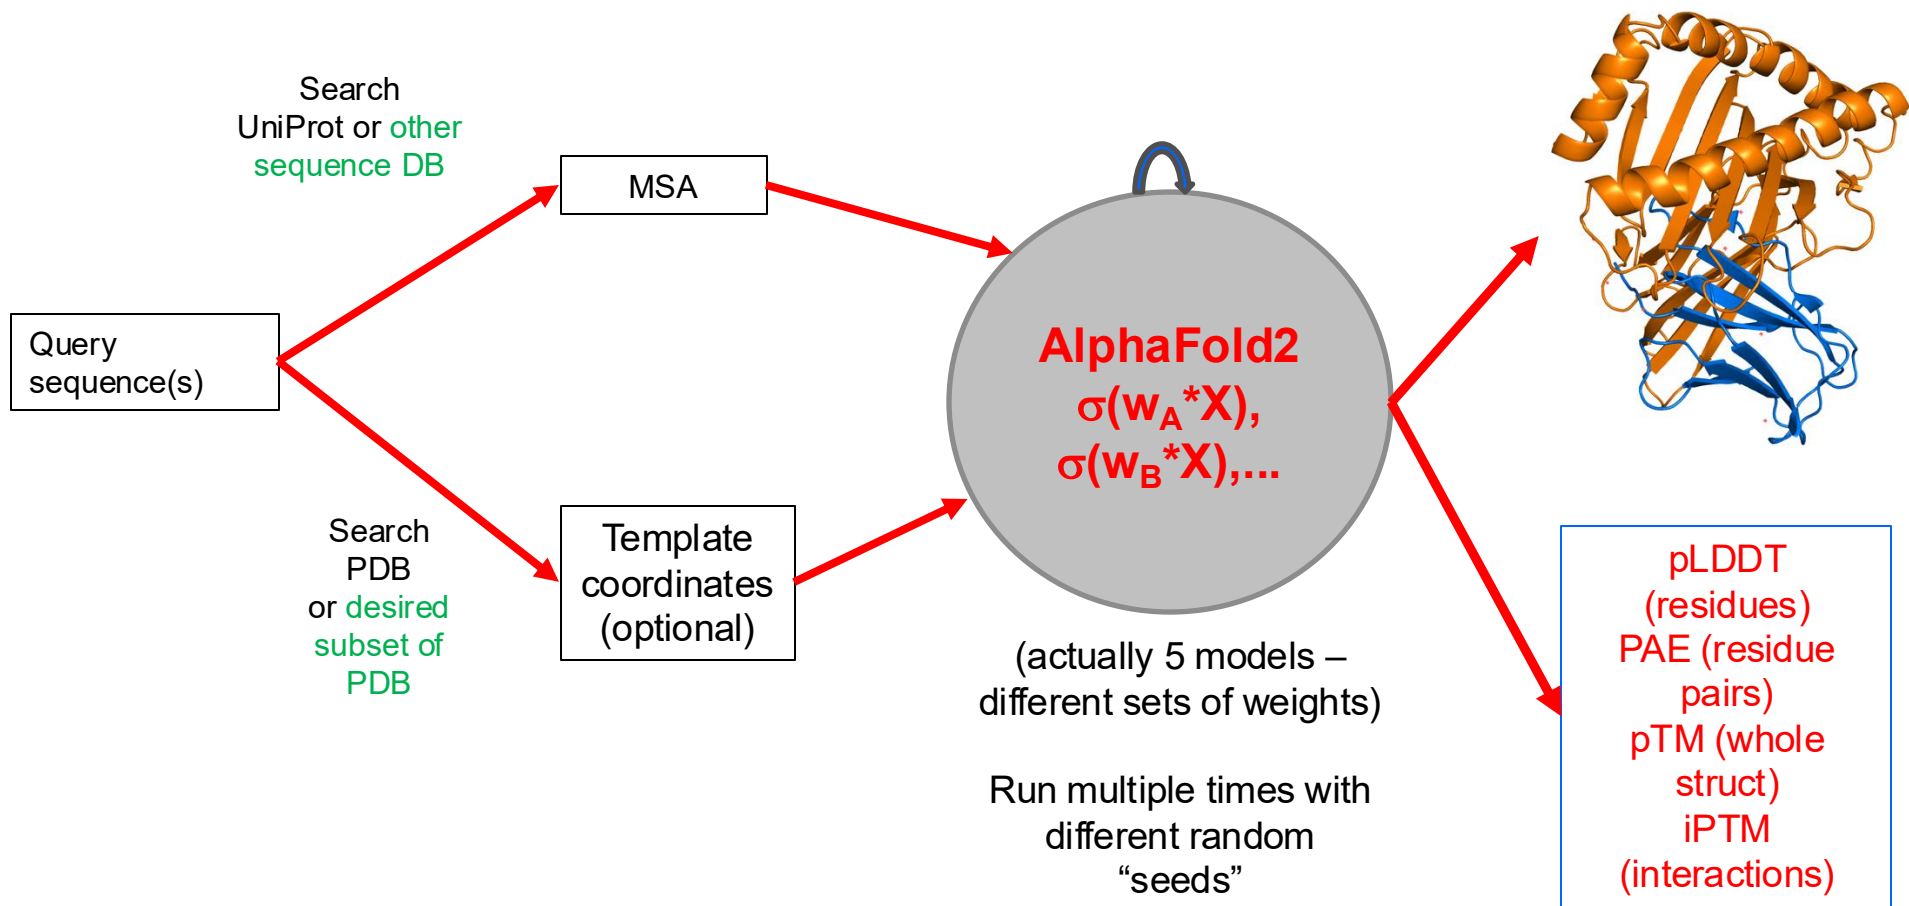 Search
UniProt or other
sequence DB
MSA
Query
sequence(s)
Search
PDB
or desired
subset of
PDB
Template
coordinates
(optional)
AlphaFold2
σ(wA*X),
σ(wB*X),...
(actually 5 models –
different sets of weights)
Run multiple times with
different random
“seeds”
pLDDT
(residues)
PAE (residue
pairs)
pTM (whole
struct)
iPTM
(interactions)